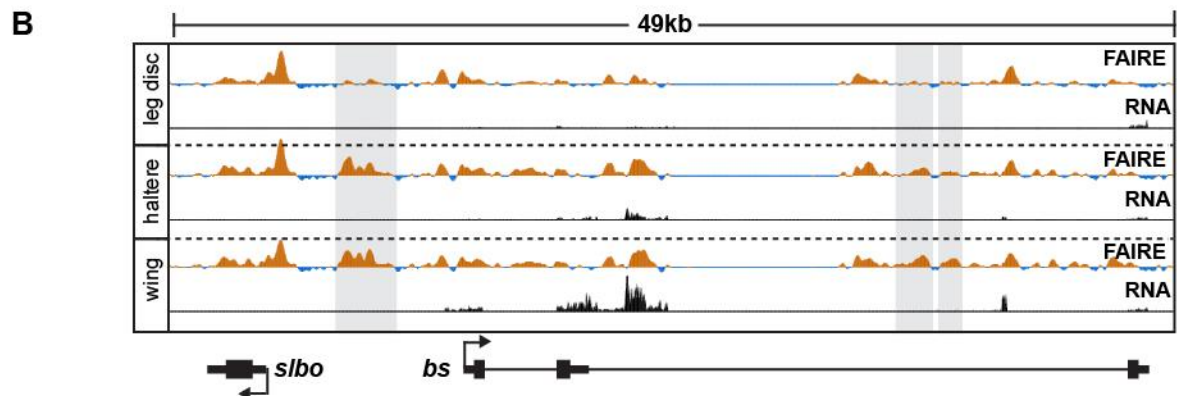 B
49kb
leg disc
FAIRE
RNA
haltere
FAIRE
RNA
wing
FAIRE
RNA
slbo
bs